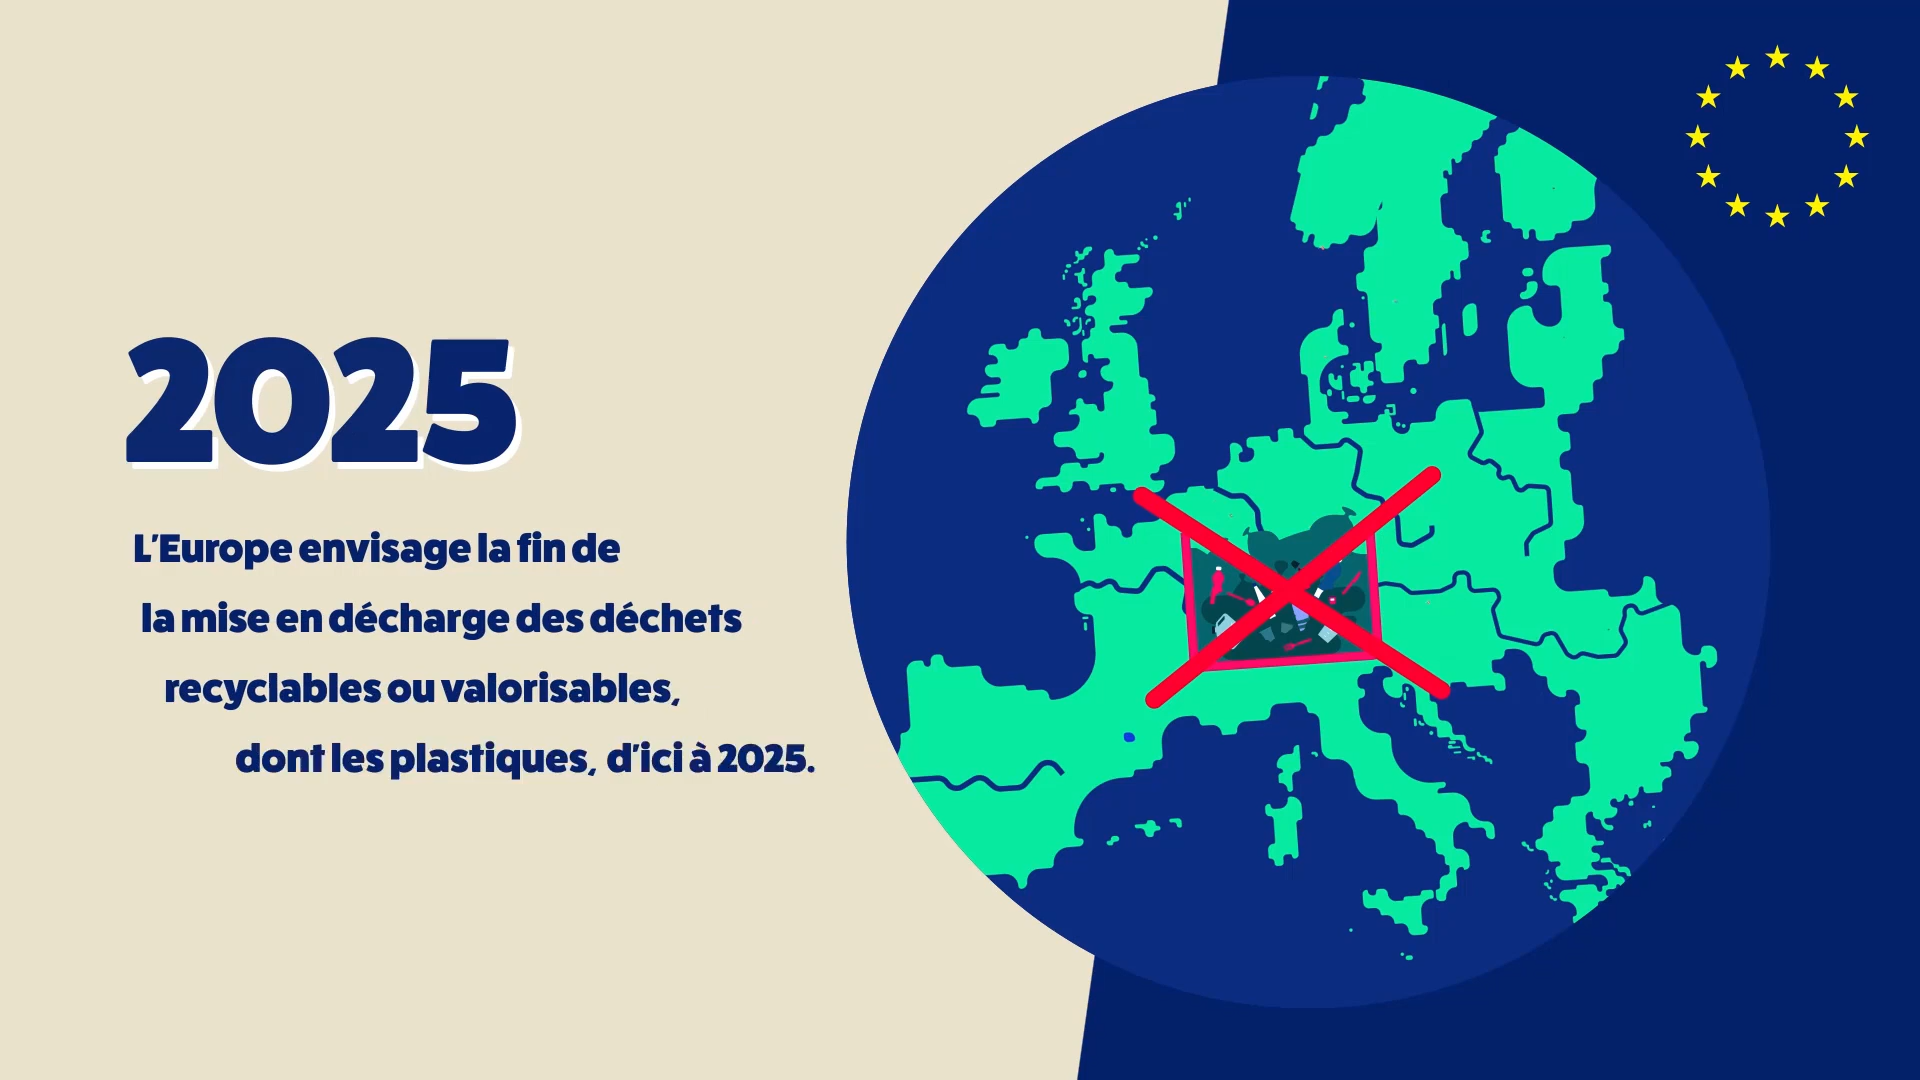 2025
L'Europe envisage la fin de
la mise en décharge des déchets
recyclables ou valorisables,
dont les plastiques, d'ici à 2025.